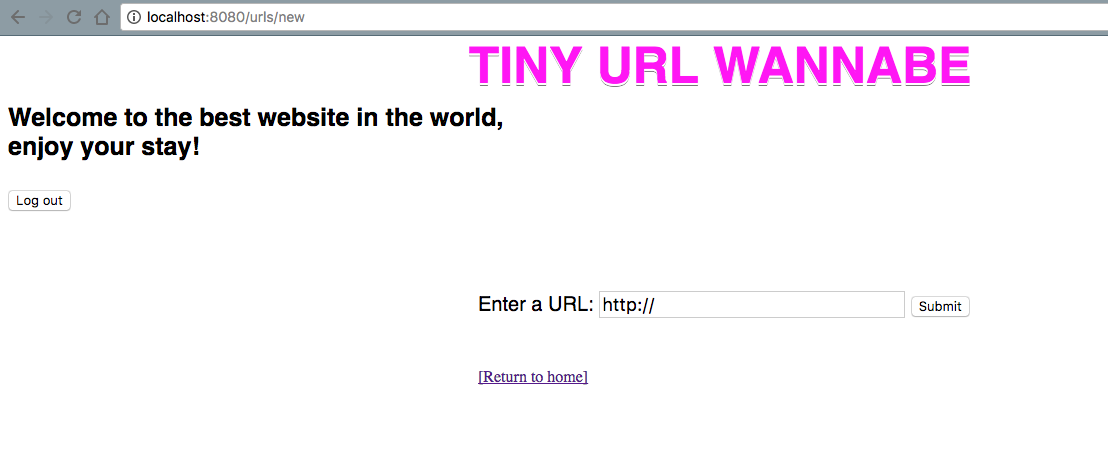 localhost:8080/urls/new
TINY URL WANNABE
Welcome to the best website in the world,
enjoy your stay!
Log out
Enter a URL: http:// Submit
[Return to home]